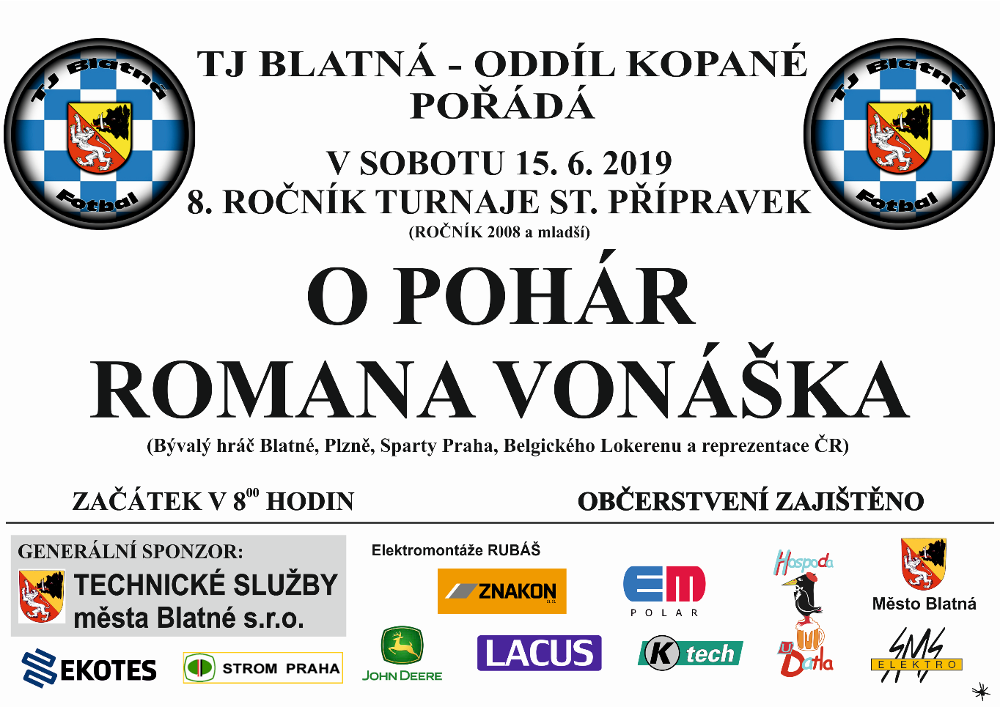 TJ Blatná
Fotbal
TJ BLATNÁ - ODDÍL KOPANÉ
POŘÁDÁ
V SOBOTU 15. 6. 2019
8. ROČNÍK TURNAJE ST. PŘÍPRAVEK
(ROČNÍK 2008 a mladší)
TJ Blatná
Fotbal
O POHÁR
ROMANA VONÁŠKA
(Bývalý hráč Blatné, Plzně, Sparty Praha, Belgického Lokerenu a reprezentace ČR)
ZAČÁTEK V 8⁰⁰ HODIN
OBČERSTVENÍ ZAJIŠTĚNO
GENERÁLNÍ SPONZOR:
TECHNICKÉ SLUŽBY
města Blatné s.r.o.
Elektromontáže RUBÁŠ
ZNAKON
a.s.
EM
POLAR
Hospoda
U Datla
Město Blatná
EKOTES
STROM PRAHA
JOHN DEERE
LACUS
K tech
SMS
ELEKTRO